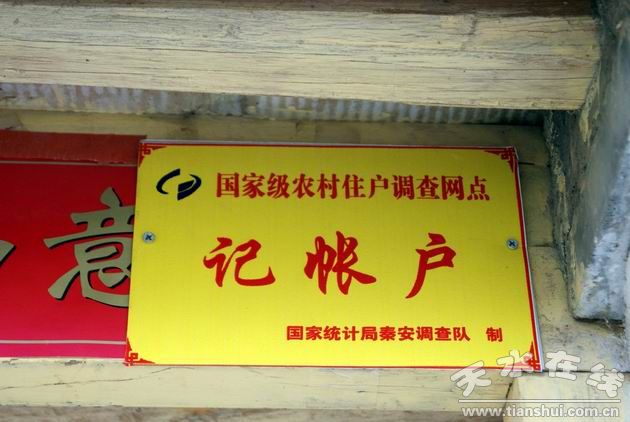 国家级农村住户调查网点
记帐户
国家统计局秦安调查队 制
意
天水在线
www.tianshui.com.cn